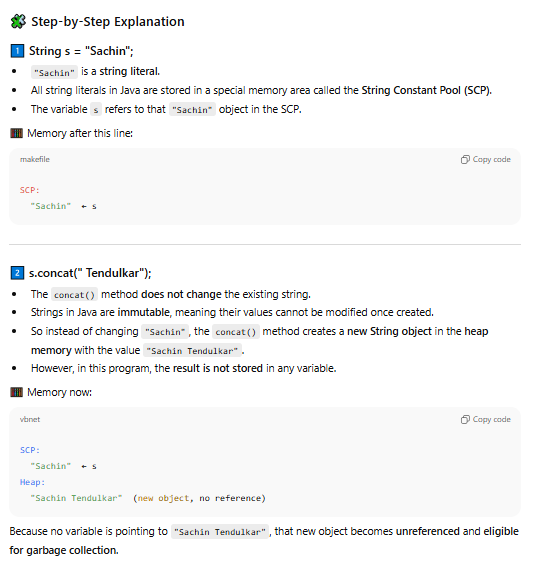 Step-by-Step Explanation
1 String s = "Sachin";
• "Sachin" is a string literal.
• All string literals in Java are stored in a special memory area called the String Constant Pool (SCP).
• The variable s refers to that "Sachin" object in the SCP.
Memory after this line:
makefile Copy code
SCP:
"Sachin" ← s
2 s.concat(" Tendulkar");
• The concat() method does not change the existing string.
• Strings in Java are immutable, meaning their values cannot be modified once created.
• So instead of changing "Sachin", the concat() method creates a new String object in the heap
memory with the value "Sachin Tendulkar".
• However, in this program, the result is not stored in any variable.
Memory now:
vbnet Copy code
SCP:
"Sachin" ← s
Heap:
"Sachin Tendulkar" (new object, no reference)
Because no variable is pointing to "Sachin Tendulkar", that new object becomes unreferenced and eligible
for garbage collection.